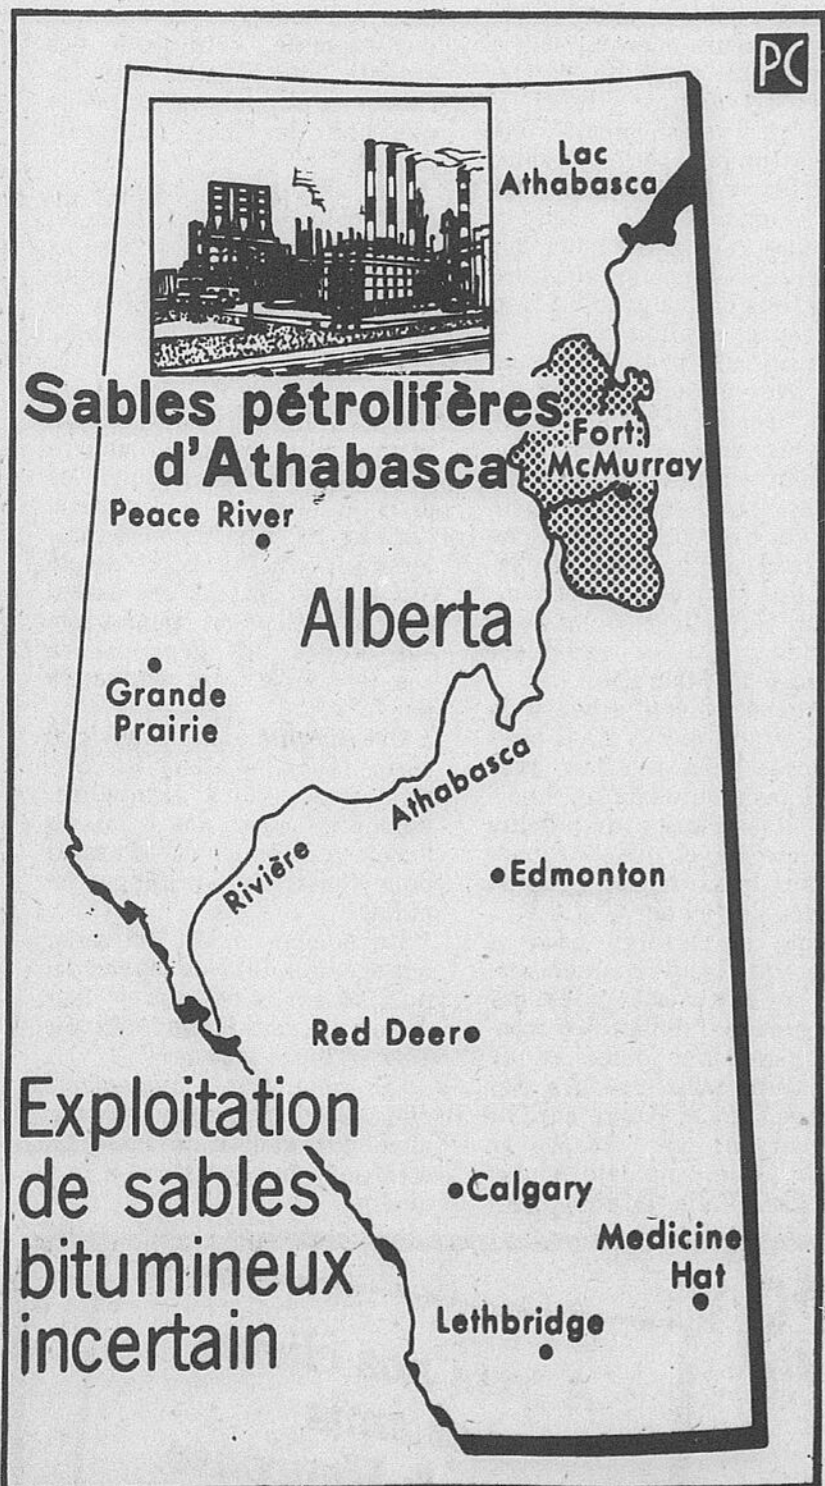 PC
Lac
Athabasca
Sables pétrolifères
d'Athabasca
Fort
McMurray
Peace River
Alberta
Grande
Prairie
Rivière Athabasca
Edmonton
Red Deer
Exploitation
de sables
bitumineux
incertain
Calgary
Medicine
Hat
Lethbridge